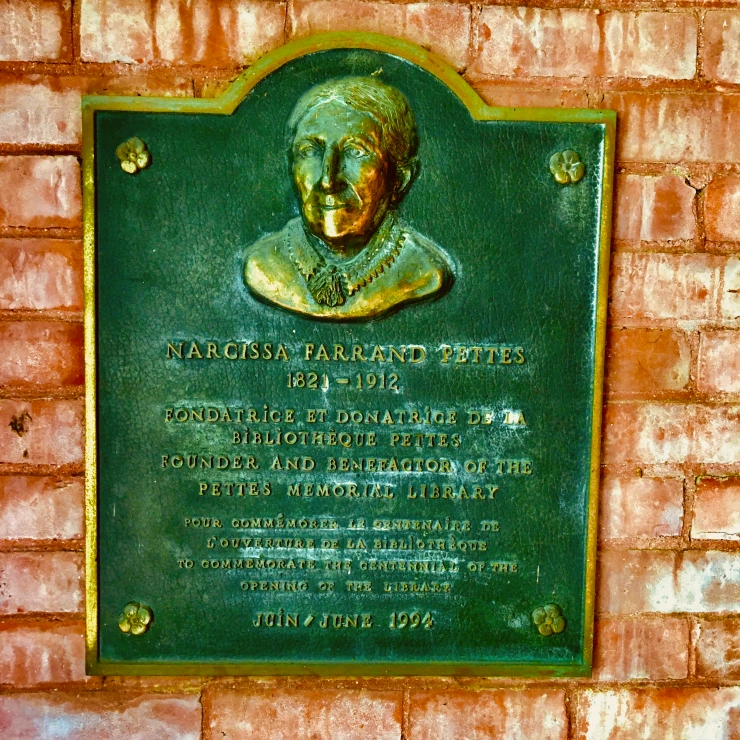 NARCISSA FARRAND PETTES
1821 - 1912
FONDATRICE ET DONATRICE DE LA
BIBLIOTHÈQUE PETTES
FOUNDER AND BENEFACTOR OF THE
PETTES MEMORIAL LIBRARY
POUR COMMÉMORER LE CENTENAIRE DE
L'OUVERTURE DE LA BIBLIOTHÈQUE
TO COMMEMORATE THE CENTENNIAL OF THE
OPENING OF THE LIBRARY
JUIN / JUNE 1994